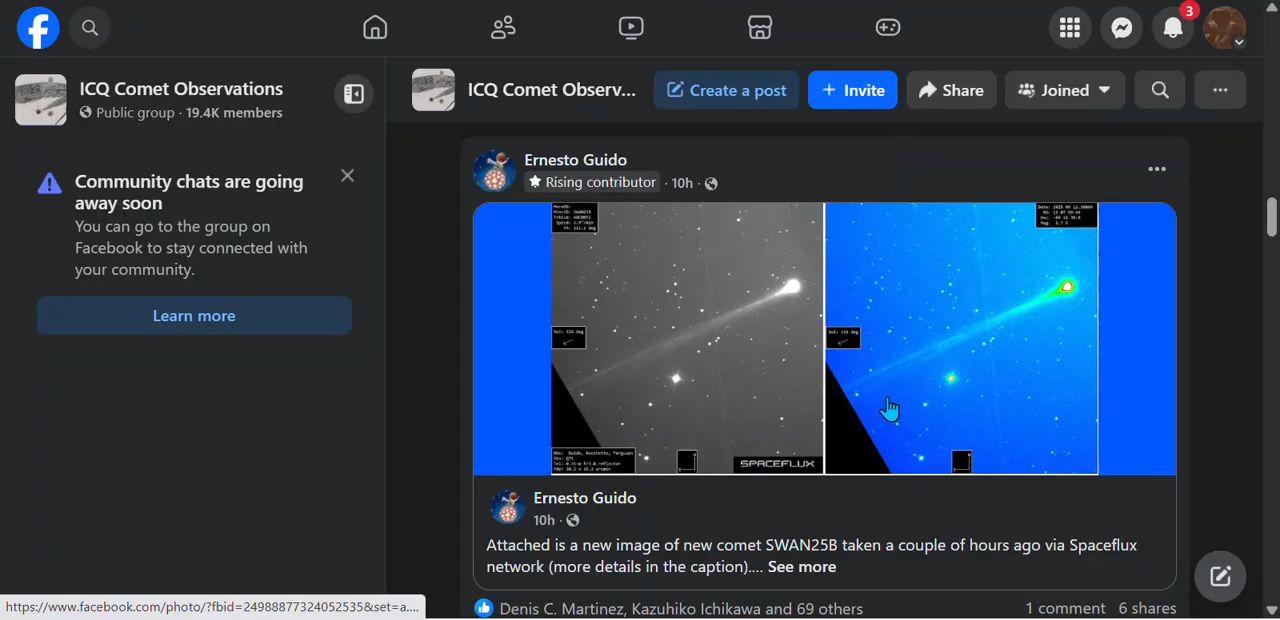 3
ICQ Comet Observations
Public group · 19.4K members
Community chats are going
away soon
You can go to the group on
Facebook to stay connected with
your community.
Learn more
ICQ Comet Observ...
Create a post
+ Invite
Share
Joined
Ernesto Guido
Rising contributor · 10h ·
SPACEFLUX
Ernesto Guido
10h ·
Attached is a new image of new comet SWAN25B taken a couple of hours ago via Spaceflux
network (more details in the caption).... See more
Denis C. Martinez, Kazuhiko Ichikawa and 69 others
1 comment 6 shares
https://www.facebook.com/photo/?fbid=24988877324052535&set=a....